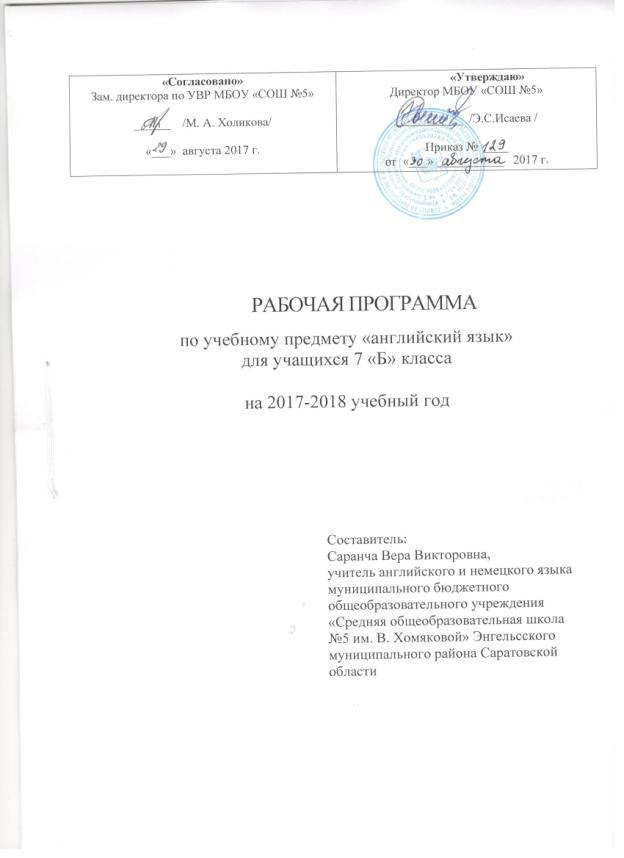 «Согласовано»
Зам. директора по УВР МБОУ «СОШ №5»
/М. А. Холикова/
«29» августа 2017 г.
«Утверждаю»
Директор МБОУ «СОШ №5»
/Э.С.Исаева /
Приказ № 129
от «30» августа 2017 г.
РАБОЧАЯ ПРОГРАММА
по учебному предмету «английский язык»
для учащихся 7 «Б» класса
на 2017-2018 учебный год
Составитель:
Саранча Вера Викторовна,
учитель английского и немецкого языка
муниципального бюджетного
общеобразовательного учреждения
«Средняя общеобразовательная школа
№5 им. В. Хомяковой» Энгельсского
муниципального района Саратовской
области